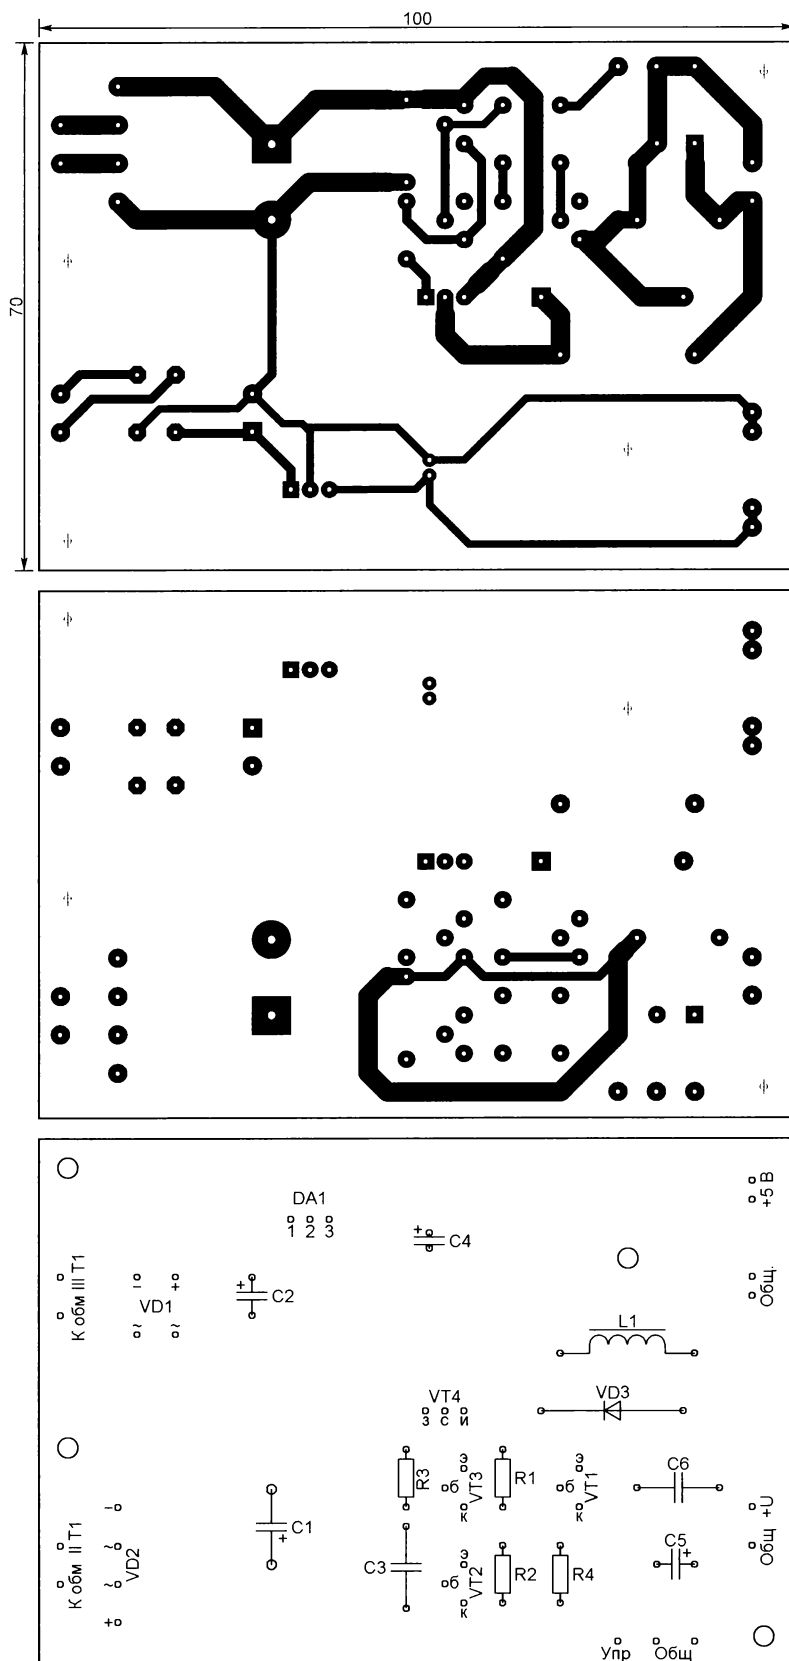 100
70
DA1
1 2 3
+5 В
C4
К обм III T1
– +
VD1
~ ~
C2
Общ.
L1
VD3
VT4
З С И
R3
э
б
к
VT3
R1
э
б
к
VT1
C6
+U
Общ
К обм II T1
–
~
~
+
VD2
C1
+
C3
э
б
к
VT2
R2
R4
C5
+
Упр Общ